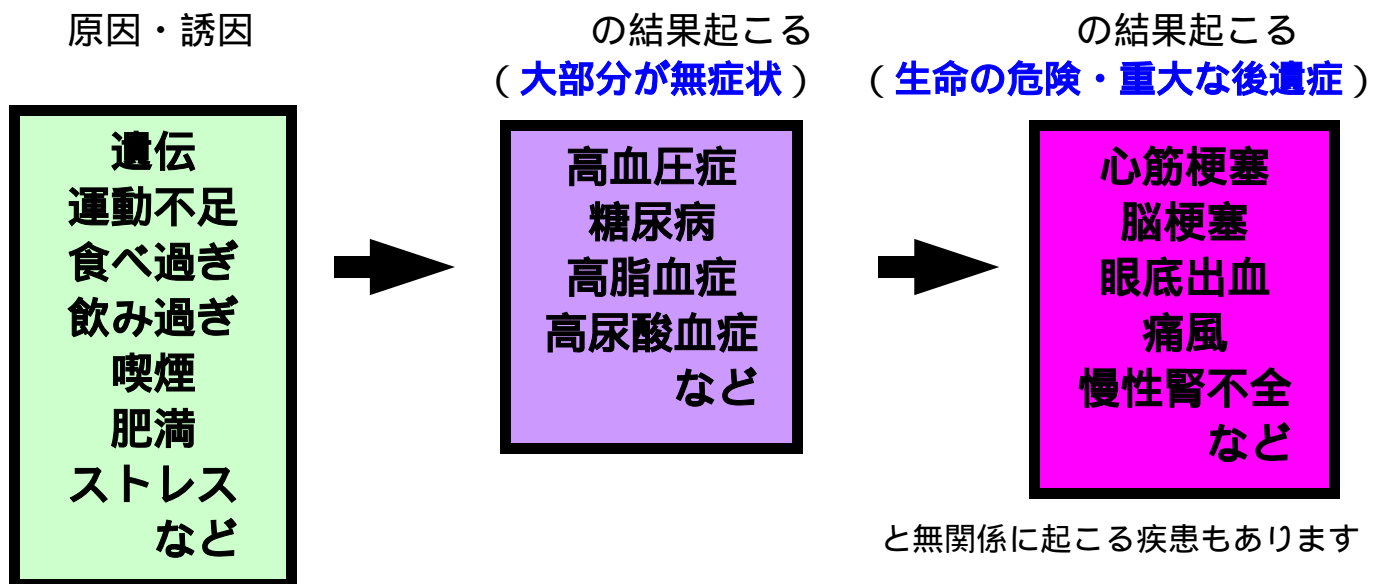 原因・誘因
遺伝
運動不足
食べ過ぎ
飲み過ぎ
喫煙
肥満
ストレス
など
の結果起こる
(大部分が無症状)
高血圧症
糖尿病
高脂血症
高尿酸血症
など
の結果起こる
(生命の危険・重大な後遺症)
心筋梗塞
脳梗塞
眼底出血
痛風
慢性腎不全
など
と無関係に起こる疾患もあります